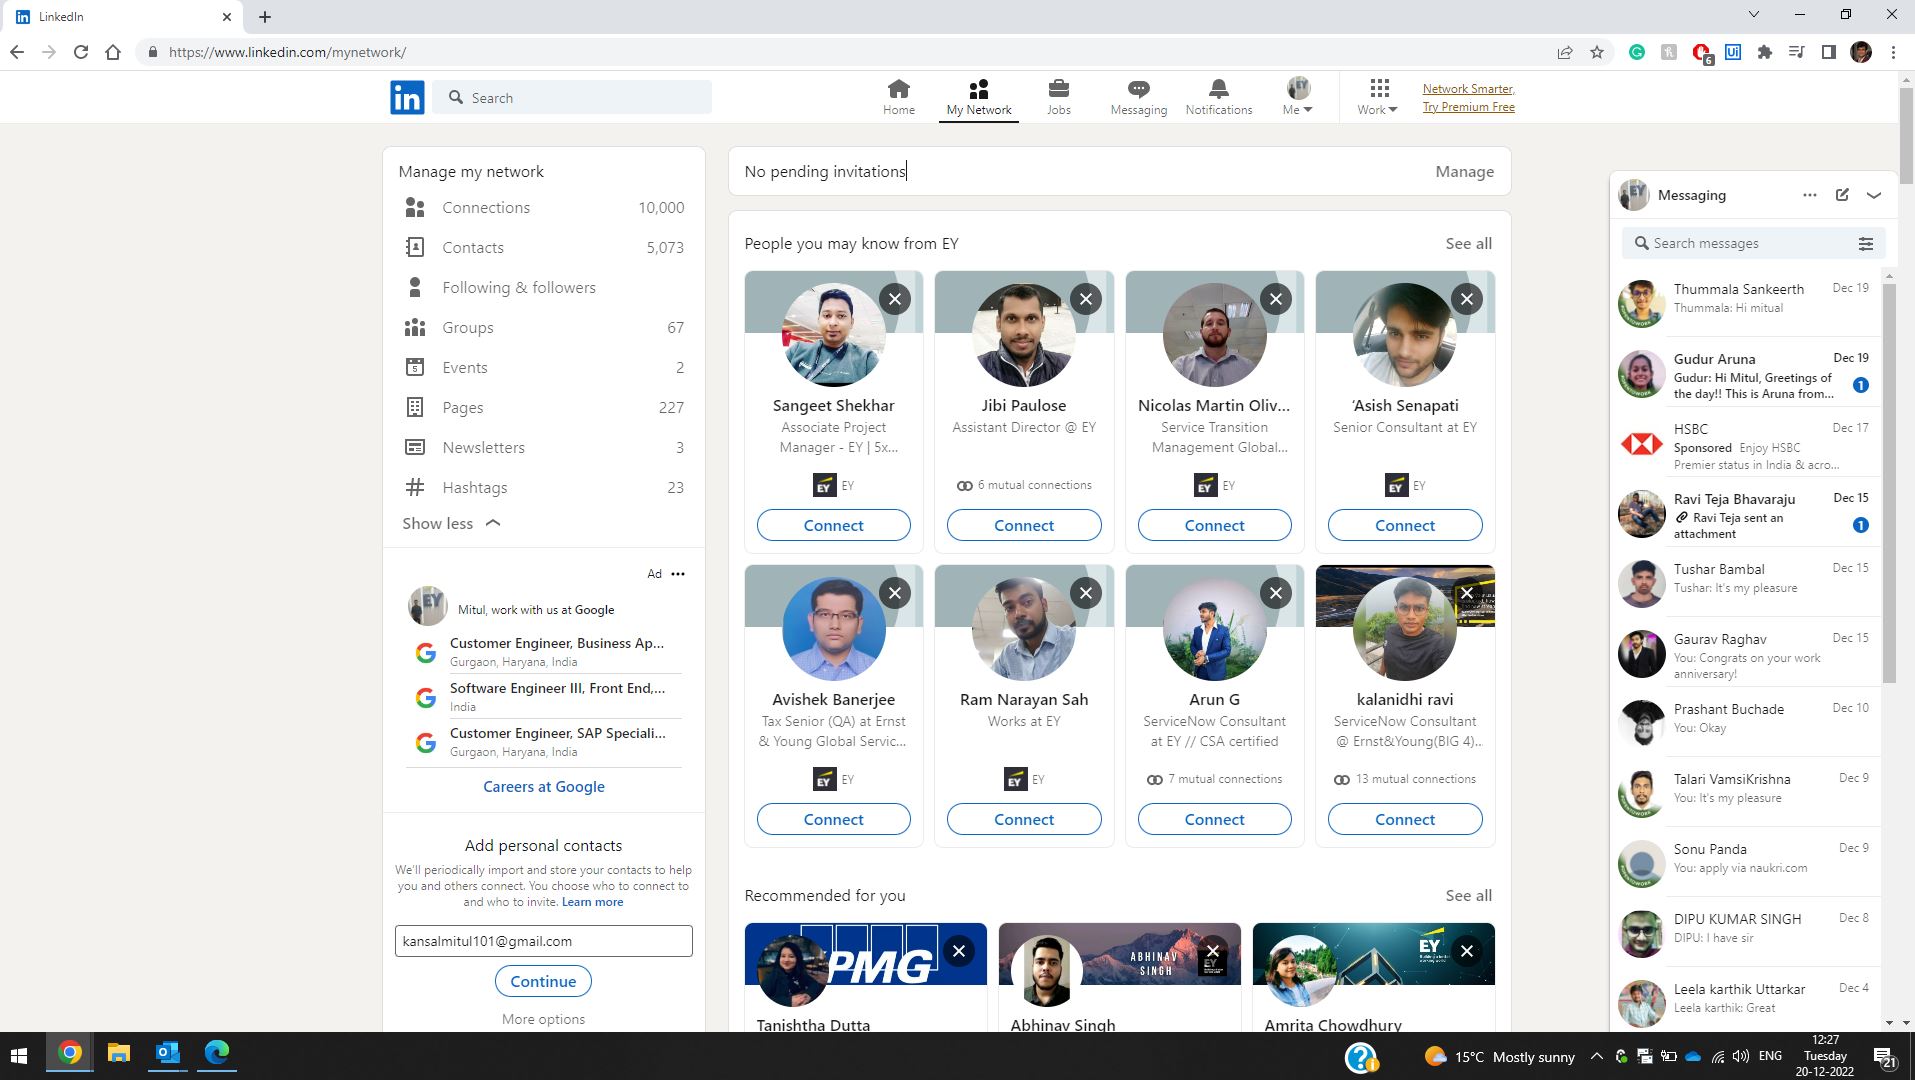 LinkedIn
https://www.linkedin.com/mynetwork/
6
in
Search
Home
My Network
Jobs
Messaging
Notifications
Me
Work
Network Smarter,
Try Premium Free
Manage my network
Connections 10,000
Contacts 5,073
Following & followers
Groups 67
Events 2
Pages 227
Newsletters 3
Hashtags 23
Show less
Ad
Mitul, work with us at Google
Customer Engineer, Business Ap...
Gurgaon, Haryana, India
Software Engineer III, Front End,...
India
Customer Engineer, SAP Speciali...
Gurgaon, Haryana, India
Careers at Google
Add personal contacts
We'll periodically import and store your contacts to help
you and others connect. You choose who to connect to
and who to invite. Learn more
kansalmitul101@gmail.com
Continue
More options
No pending invitations
Manage
People you may know from EY
See all
Sangeet Shekhar
Associate Project
Manager - EY | 5x...
EY
Connect
Jibi Paulose
Assistant Director @ EY
6 mutual connections
Connect
Nicolas Martin Oliv...
Service Transition
Management Global...
EY
Connect
‘Asish Senapati
Senior Consultant at EY
EY
Connect
Avishek Banerjee
Tax Senior (QA) at Ernst
& Young Global Servic...
EY
Connect
Ram Narayan Sah
Works at EY
EY
Connect
Arun G
ServiceNow Consultant
at EY // CSA certified
7 mutual connections
Connect
kalanidhi ravi
ServiceNow Consultant
@ Ernst&Young(BIG 4)...
13 mutual connections
Connect
Recommended for you
See all
Tanishtha Dutta
ABHINAV
SINGH
Abhinav Singh
EY
Amrita Chowdhury
Messaging
Search messages
Thummala Sankeerth Dec 19
Thummala: Hi mitual
Gudur Aruna Dec 19
Gudur: Hi Mitul, Greetings of
the day!! This is Aruna from...
1
HSBC Dec 17
Sponsored Enjoy HSBC
Premier status in India & acro...
Ravi Teja Bhavaraju Dec 15
Ravi Teja sent an
attachment
1
Tushar Bambal Dec 15
Tushar: It's my pleasure
Gaurav Raghav Dec 15
You: Congrats on your work
anniversary!
Prashant Buchade Dec 10
You: Okay
Talari VamsiKrishna Dec 9
You: It's my pleasure
Sonu Panda Dec 9
You: apply via naukri.com
DIPU KUMAR SINGH Dec 8
DIPU: I have sir
Leela karthik Uttarkar Dec 4
Leela karthik: Great
15°C Mostly sunny
ENG
12:27
Tuesday
20-12-2022
21